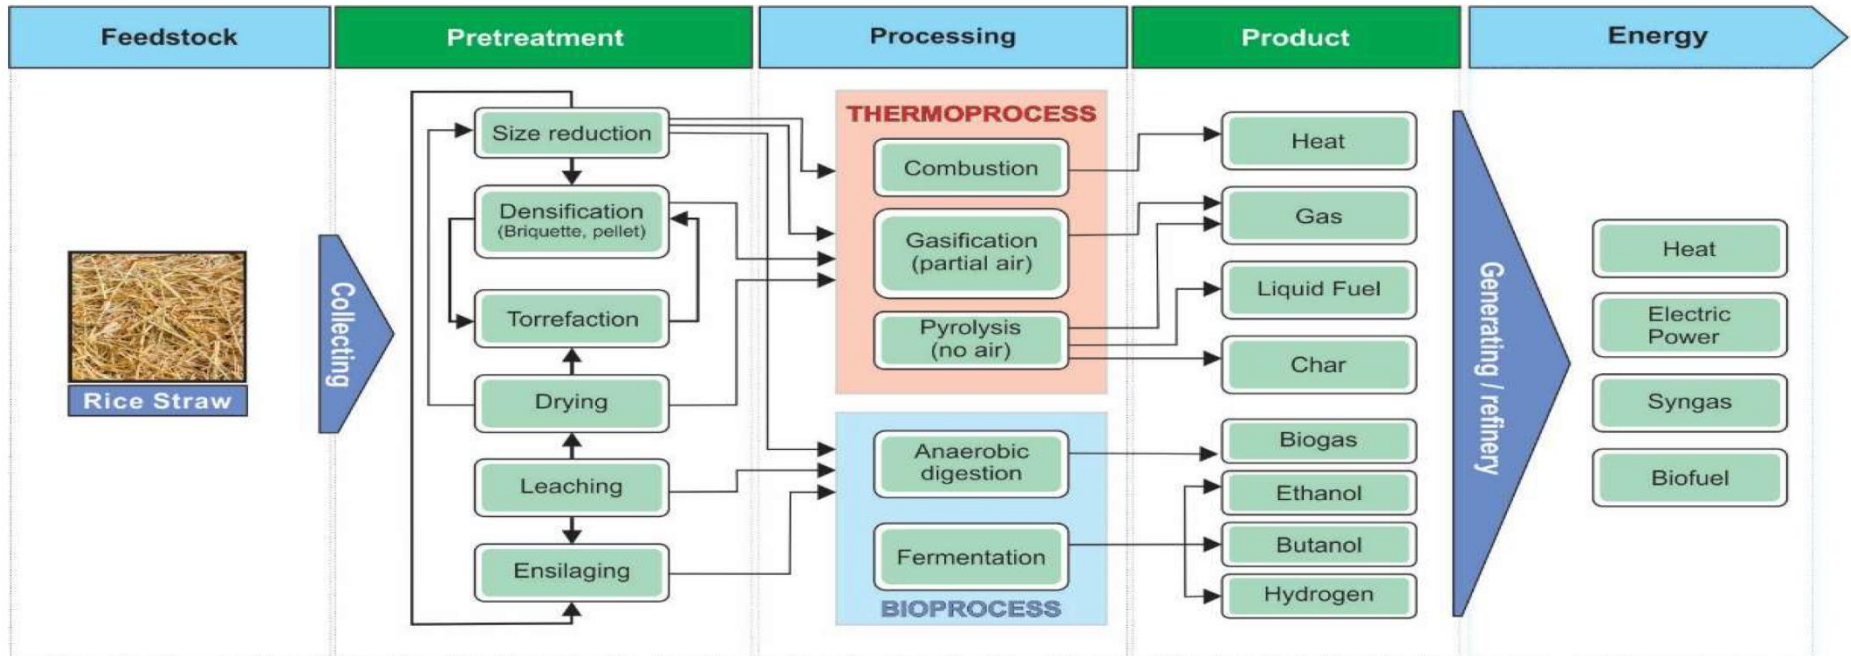 Feedstock
Pretreatment
Processing
Product
Energy
Rice Straw
Collecting
Size reduction
Densification
(Briquette, pellet)
Torrefaction
Drying
Leaching
Ensilaging
THERMOPROCESS
Combustion
Gasification
(partial air)
Pyrolysis
(no air)
Anaerobic
digestion
Fermentation
BIOPROCESS
Heat
Gas
Liquid Fuel
Char
Biogas
Ethanol
Butanol
Hydrogen
Generating / refinery
Heat
Electric
Power
Syngas
Biofuel